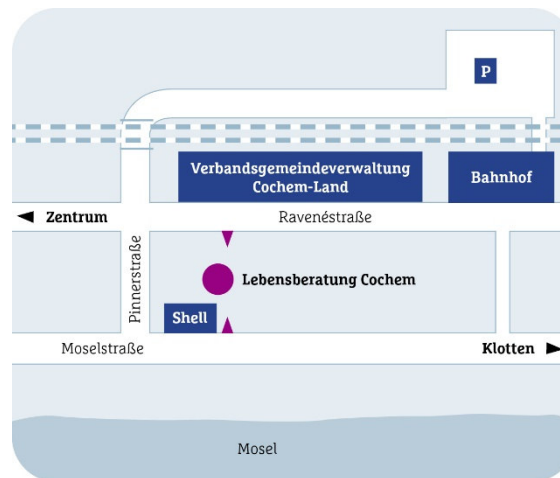 P
Verbandsgemeindeverwaltung
Cochem-Land
Bahnhof
Zentrum
Ravenéstraße
Pinnerstraße
Lebensberatung Cochem
Shell
Moselstraße
Klotten
Mosel